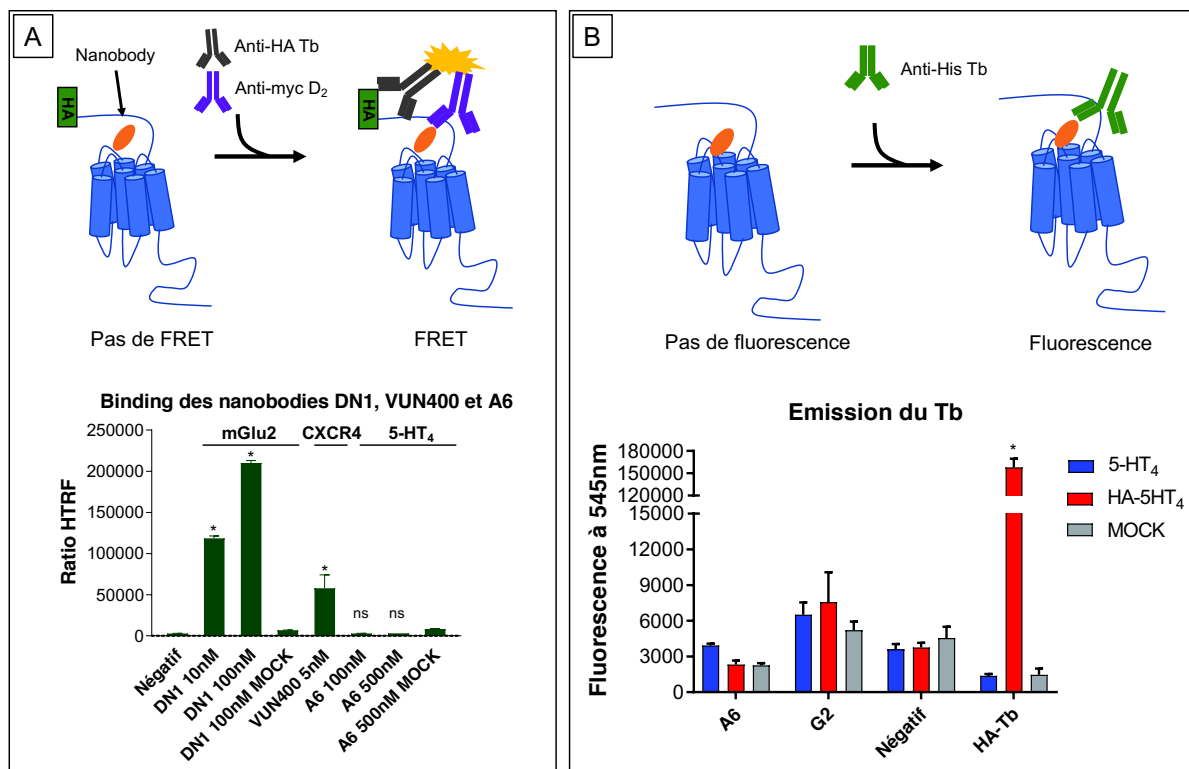 A
Nanobody
Anti-HA Tb
Anti-myc D2
HA
HA
Pas de FRET
FRET
Binding des nanobodies DN1, VUN400 et A6
250000
200000
150000
100000
50000
0
Ratio HTRF
mGlu2
CXCR4
5-HT4
*
*
*
ns
ns
Négatif
DN1 10nM
DN1 100nM
DN1 100nM MOCK
VUN400 5nM
A6 100nM
A6 500nM
A6 500nM MOCK
B
Anti-His Tb
Pas de fluorescence
Fluorescence
Emission du Tb
180000
170000
160000
150000
15000
12000
9000
6000
3000
0
Fluorescence à 545nm
*
5-HT4
HA-5HT4
MOCK
A6
G2
Négatif
HA-Tb